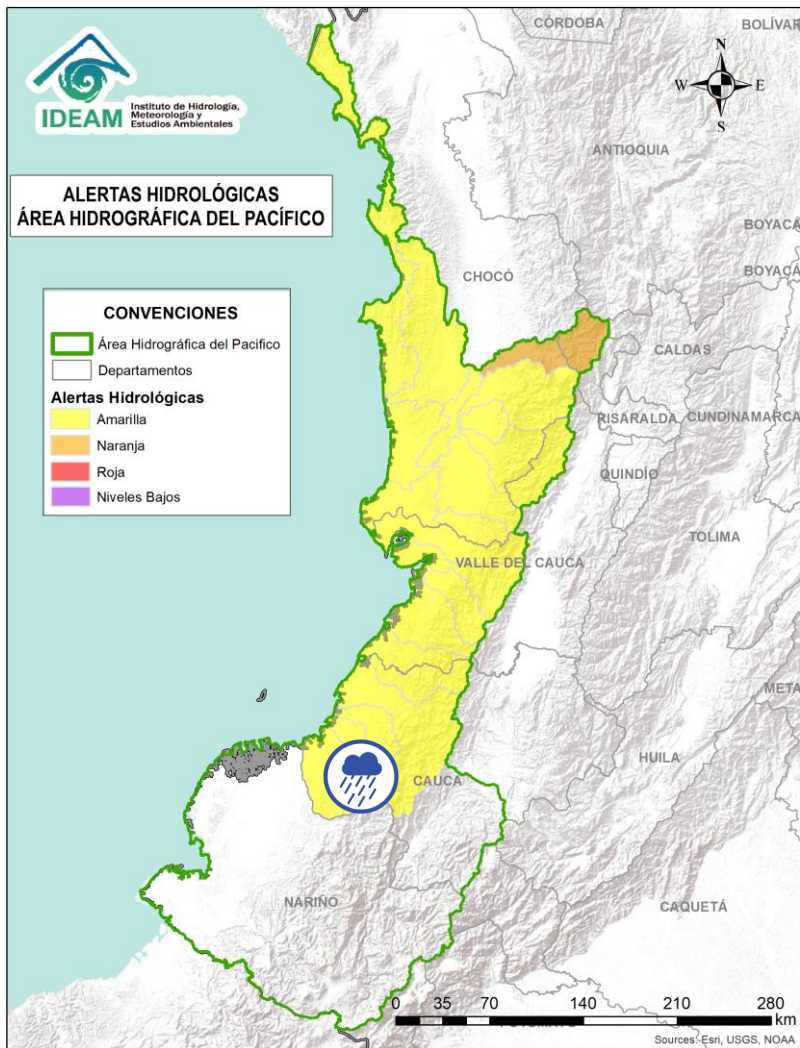 IDEAM
Instituto de Hidrología,
Meteorología y
Estudios Ambientales
ALERTAS HIDROLÓGICAS
ÁREA HIDROGRÁFICA DEL PACÍFICO
CONVENCIONES
Área Hidrográfica del Pacifico
Departamentos
Alertas Hidrológicas
Amarilla
Naranja
Roja
Niveles Bajos
CÓRDOBA
BOLÍVAR
N
W
E
S
ANTIOQUIA
BOYACÁ
CHOCÓ
BOYACÁ
CALDAS
RISARALDA
CUNDINAMARCA
QUINDÍO
TOLIMA
VALLE DEL CAUCA
META
HUILA
CAUCA
NARIÑO
CAQUETÁ
0 35 70 140 210 280
km
Sources: Esri, USGS, NOAA